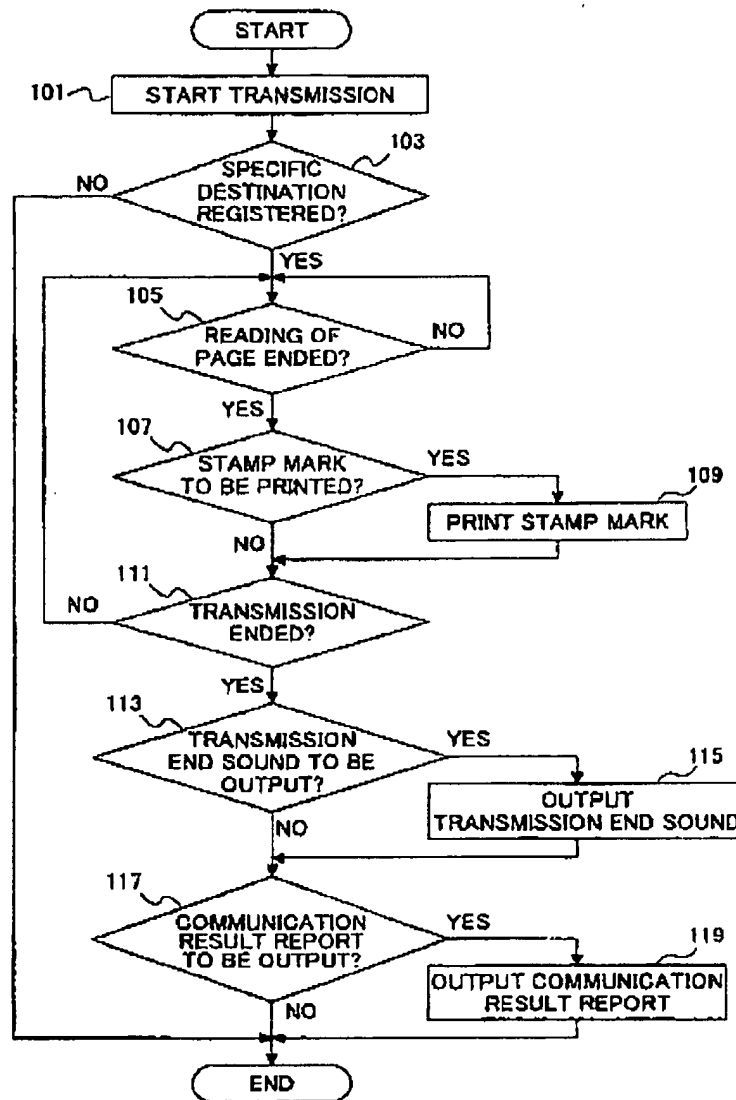 START
101
START TRANSMISSION
103
SPECIFIC
DESTINATION
REGISTERED?
NO
YES
105
READING OF
PAGE ENDED?
NO
YES
107
STAMP MARK
TO BE PRINTED?
YES
109
PRINT STAMP MARK
NO
111
TRANSMISSION
ENDED?
NO
YES
113
TRANSMISSION
END SOUND TO BE
OUTPUT?
YES
115
OUTPUT
TRANSMISSION END SOUND
NO
117
COMMUNICATION
RESULT REPORT
TO BE OUTPUT?
YES
119
OUTPUT COMMUNICATION
RESULT REPORT
NO
END